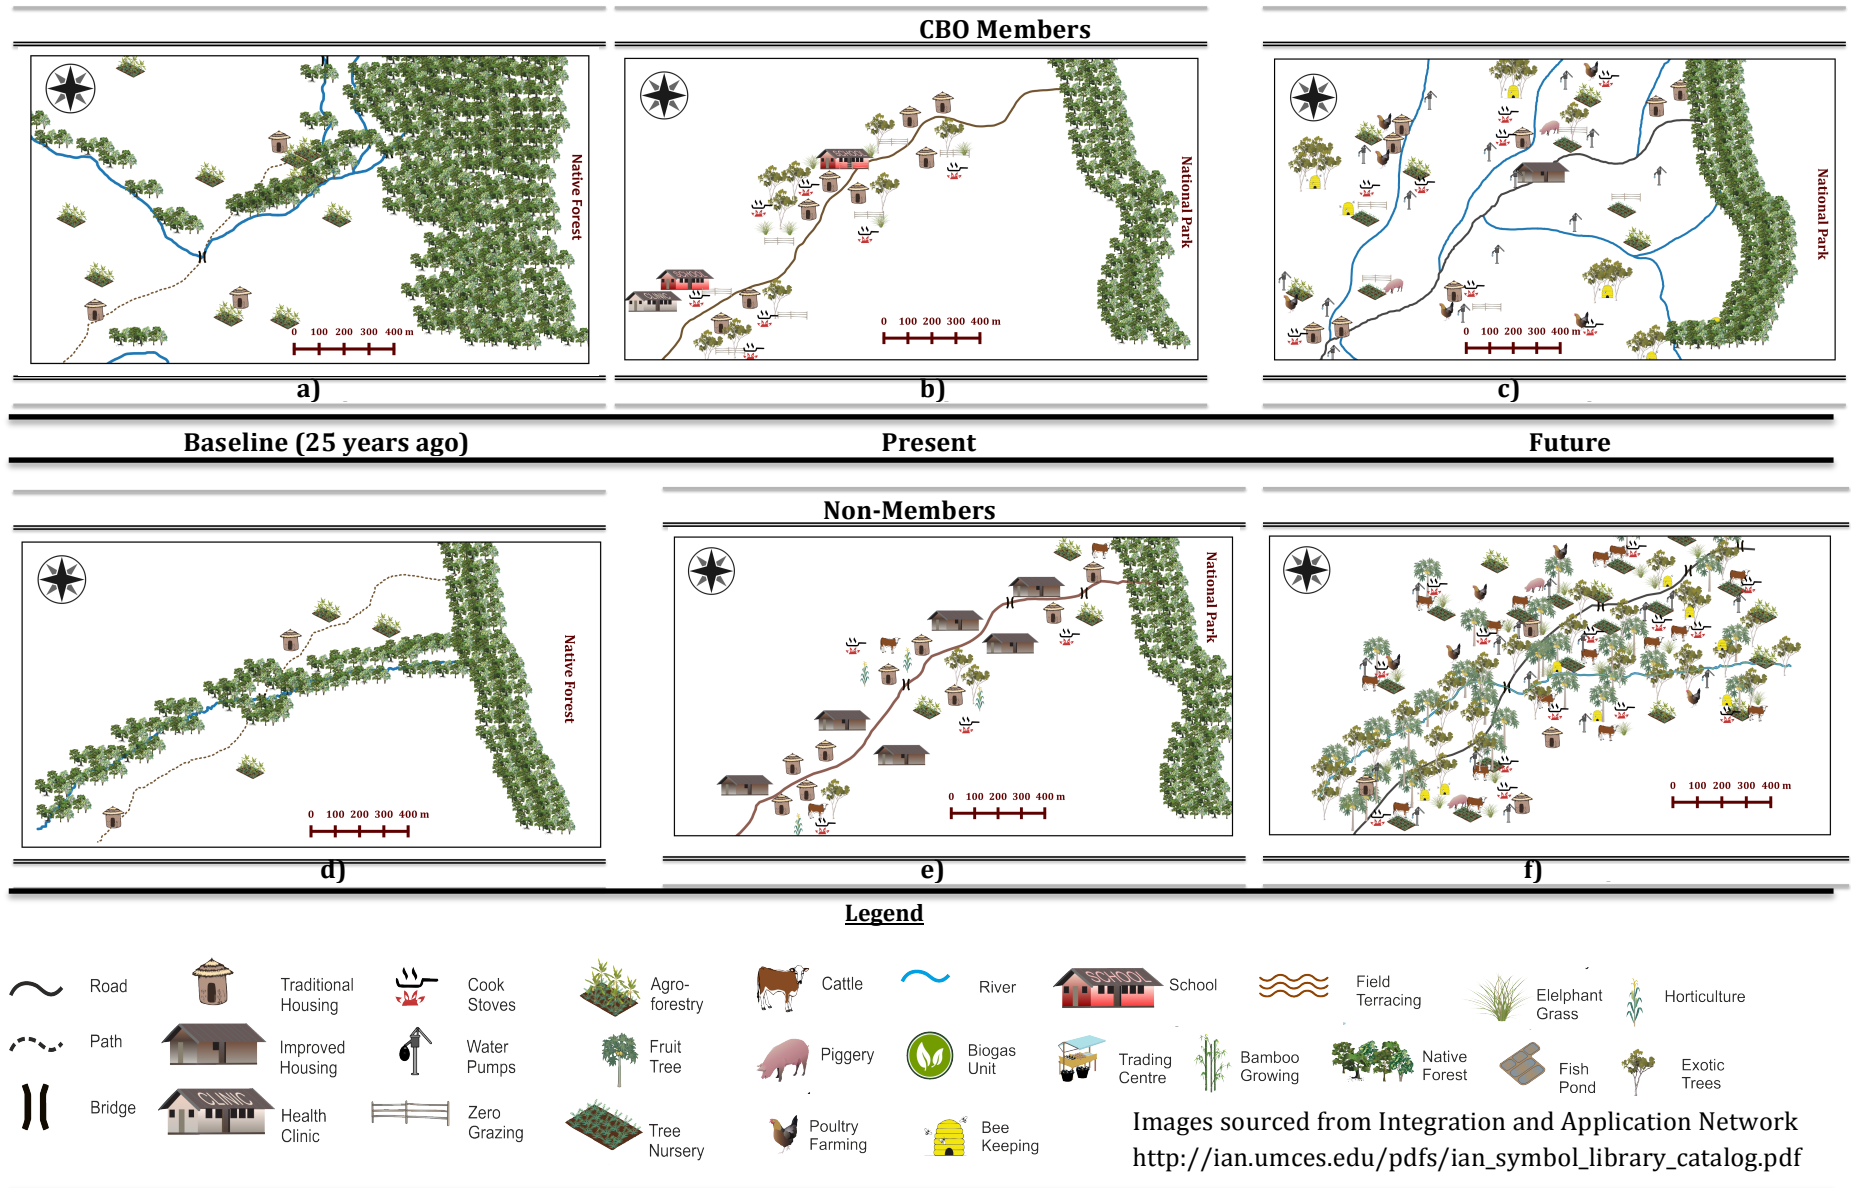 CBO Members
Native Forest
0 100 200 300 400 m
a)
SCHOOL
SCHOOL
CLINIC
National Park
0 100 200 300 400 m
b)
National Park
0 100 200 300 400 m
c)
Baseline (25 years ago)
Present
Future
Non-Members
Native Forest
0 100 200 300 400 m
d)
National Park
0 100 200 300 400 m
e)
0 100 200 300 400 m
f)
Legend
Road
Traditional
Housing
Cook
Stoves
Agro-
forestry
Cattle
River
SCHOOL
School
Field
Terracing
Elelphant
Grass
Horticulture
Path
Improved
Housing
Water
Pumps
Fruit
Tree
Piggery
Biogas
Unit
Trading
Centre
Bamboo
Growing
Native
Forest
Fish
Pond
Exotic
Trees
Bridge
CLINIC
Health
Clinic
Zero
Grazing
Tree
Nursery
Poultry
Farming
Bee
Keeping
Images sourced from Integration and Application Network
http://ian.umces.edu/pdfs/ian_symbol_library_catalog.pdf